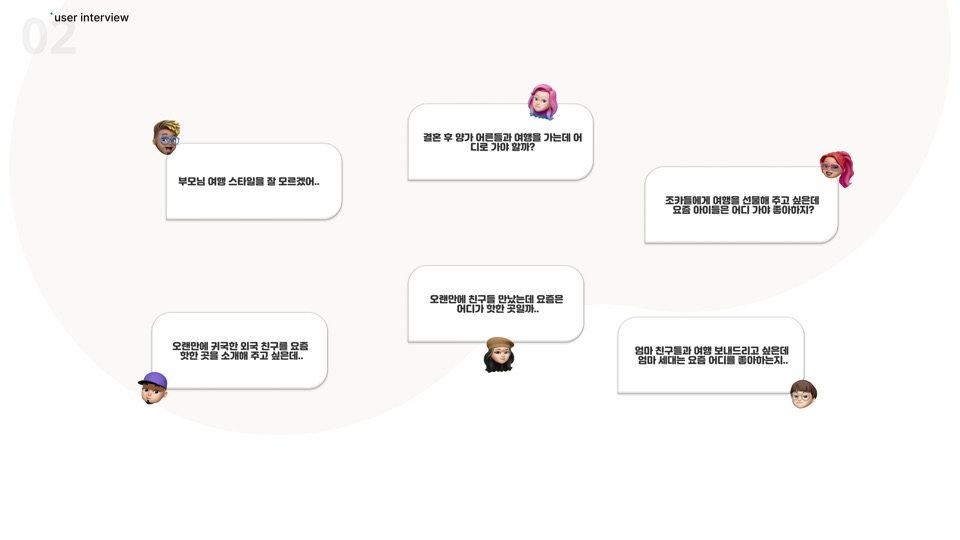 02
*user interview
결혼 후 양가 어른들과 여행을 가는데 어
디로 가야 할까?
부모님 여행 스타일을 잘 모르겠어..
조카들에게 여행을 선물해 주고 싶은데
요즘 아이들은 어디 가야 좋아하지?
오랜만에 친구들 만났는데 요즘은
어디가 핫한 곳일까..
오랜만에 귀국한 외국 친구를 요즘
핫한 곳을 소개해 주고 싶은데..
엄마 친구들과 여행 보내드리고 싶은데
엄마 세대는 요즘 어디를 좋아하는지..